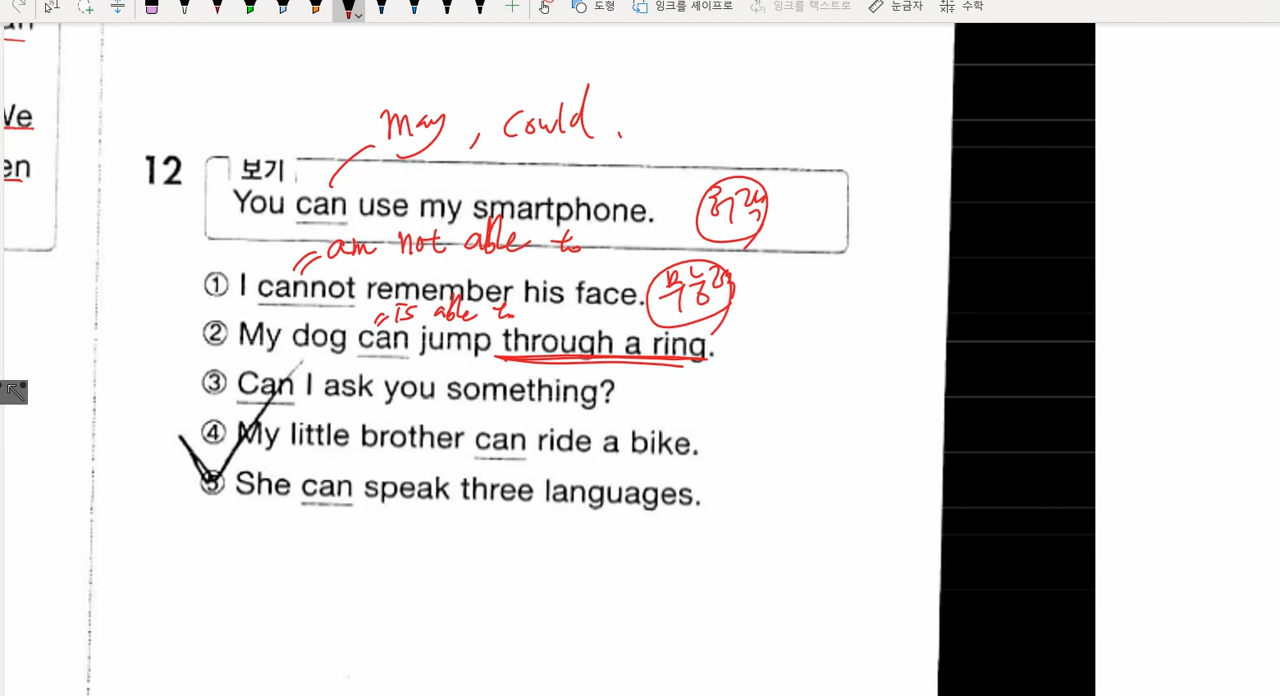 도형 잉크를 셰이프로 잉크를 텍스트로 눈금자 수학
Ve
en
may, could.
12
보기
You can use my smartphone. 허락
am not able to
① I cannot remember his face. 무능력
is able to
② My dog can jump through a ring.
③ Can I ask you something?
④ My little brother can ride a bike.
⑤ She can speak three languages.